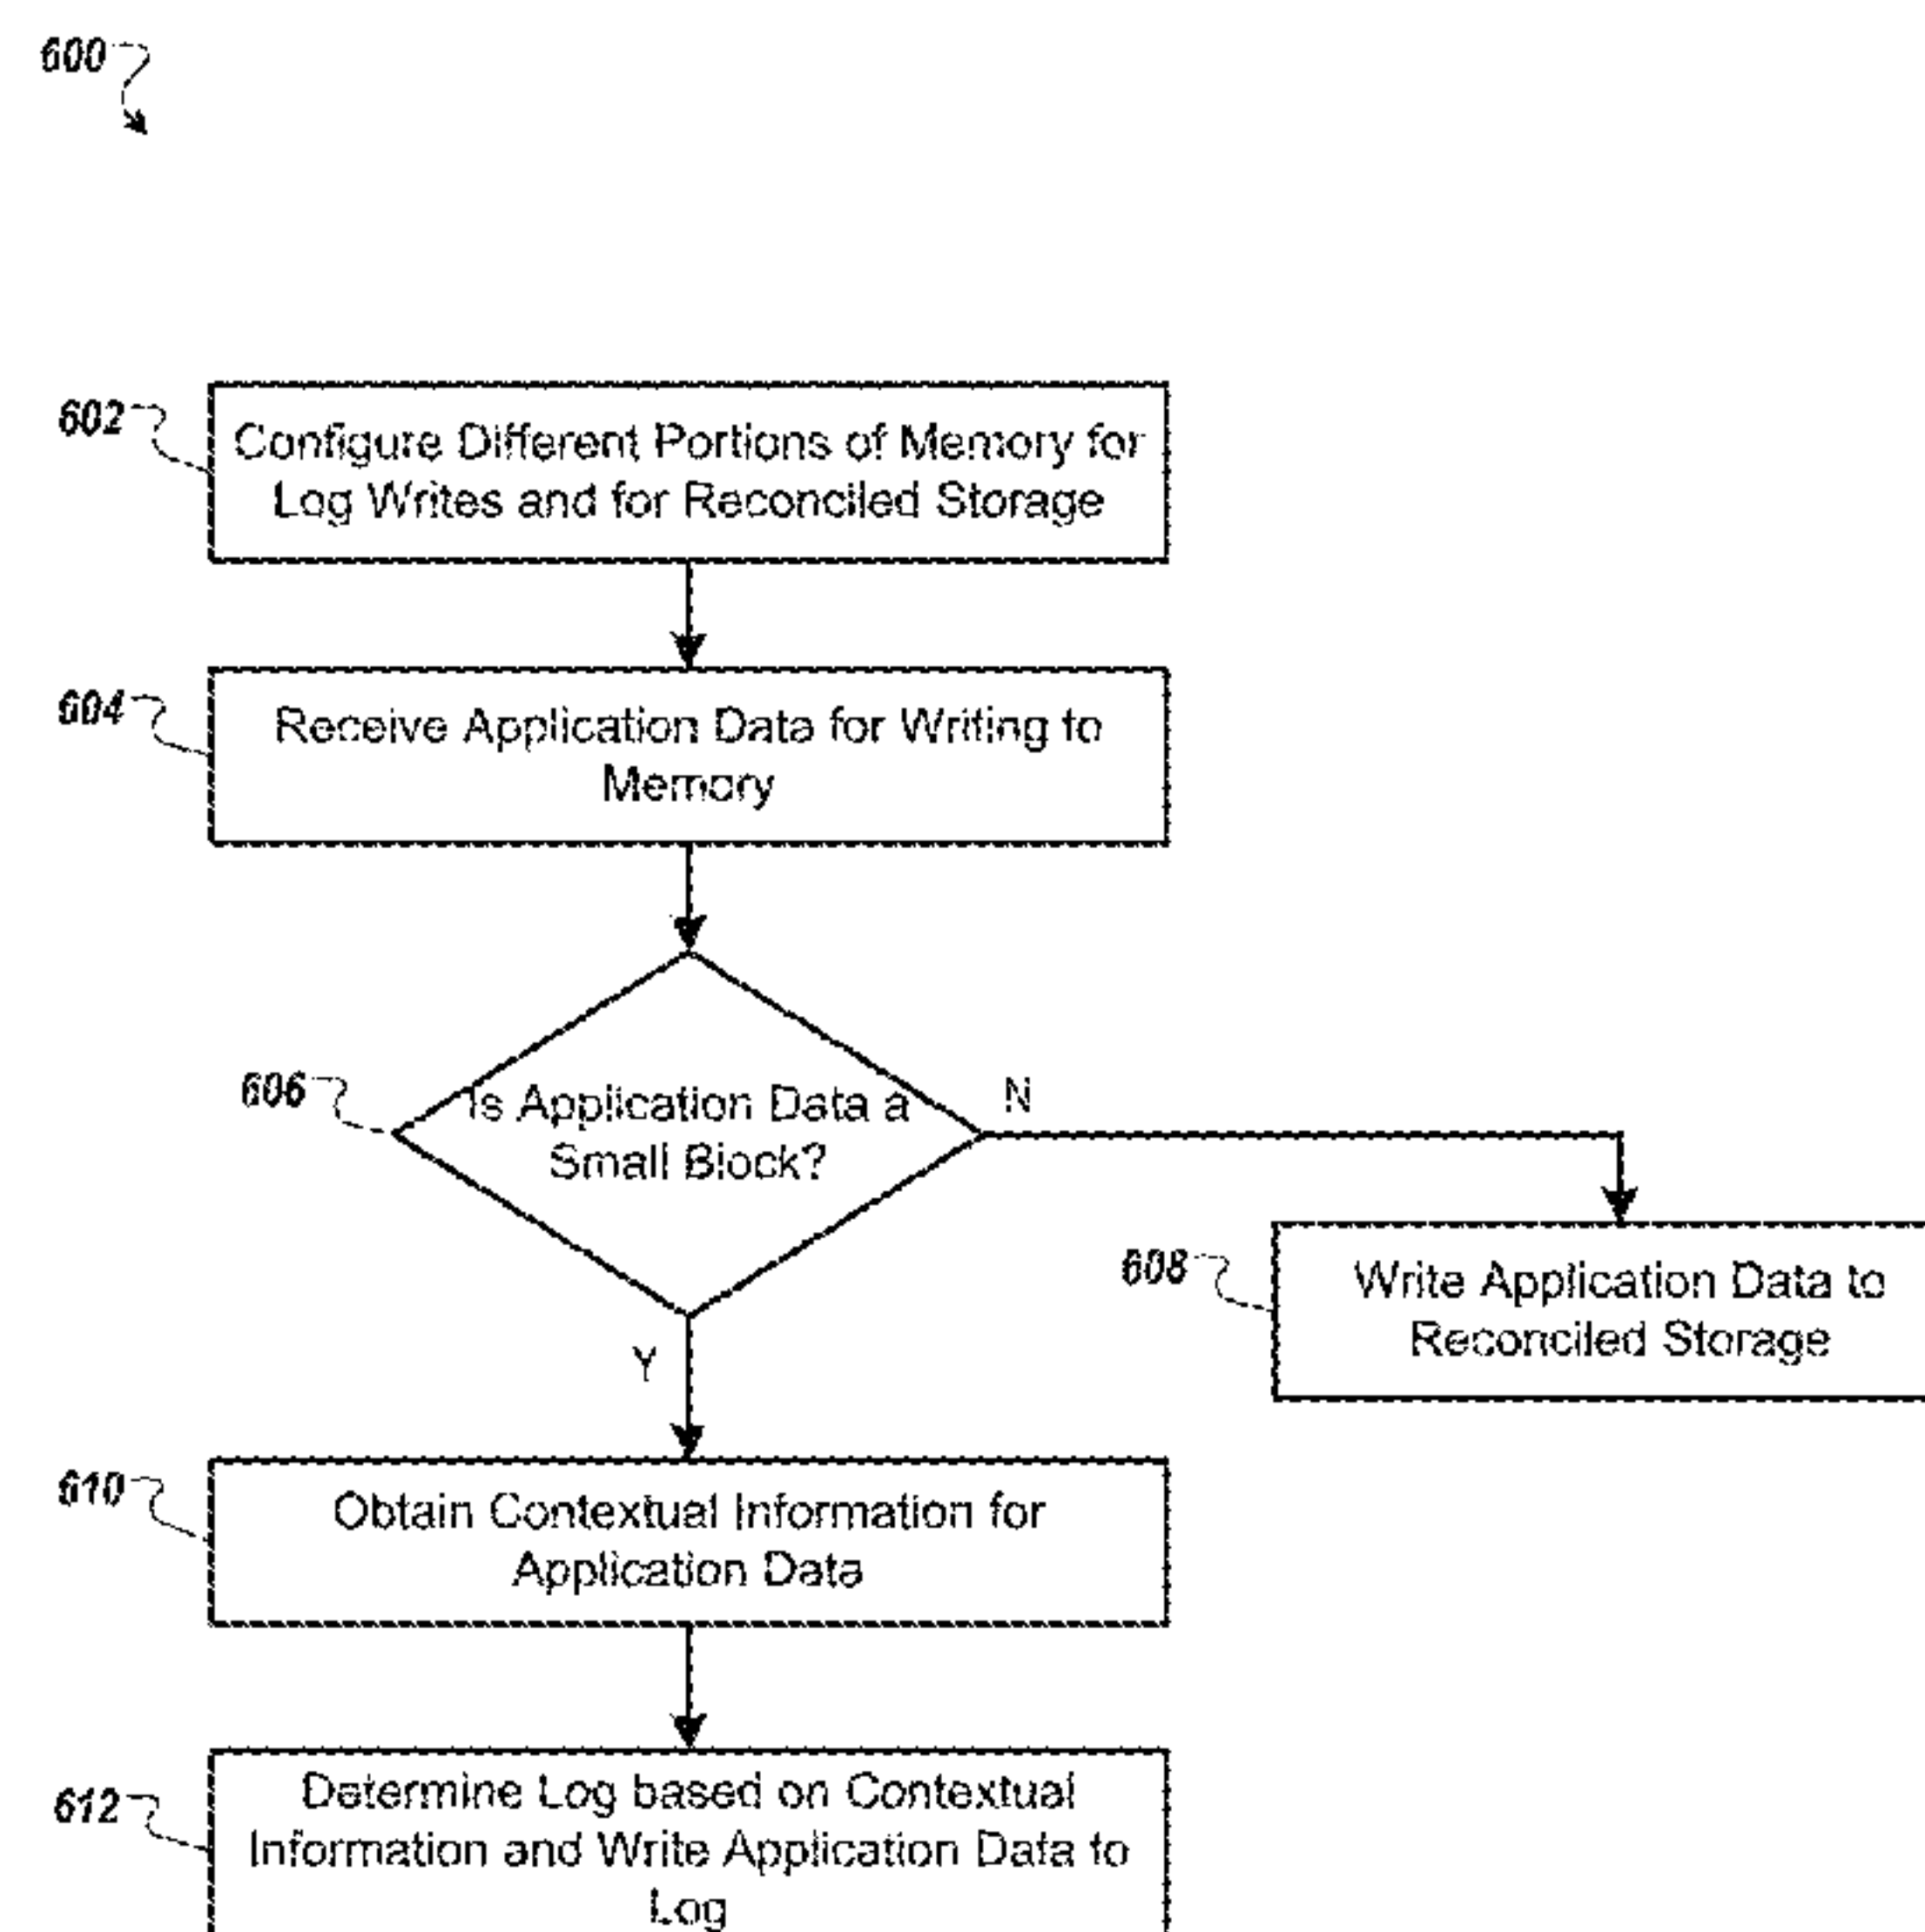 600
602
Configure Different Portions of Memory for
Log Writes and for Reconciled Storage
604
Receive Application Data for Writing to
Memory
606
Is Application Data a
Small Block?
N
608
Write Application Data to
Reconciled Storage
Y
610
Obtain Contextual Information for
Application Data
612
Determine Log based on Contextual
Information and Write Application Data to
Log